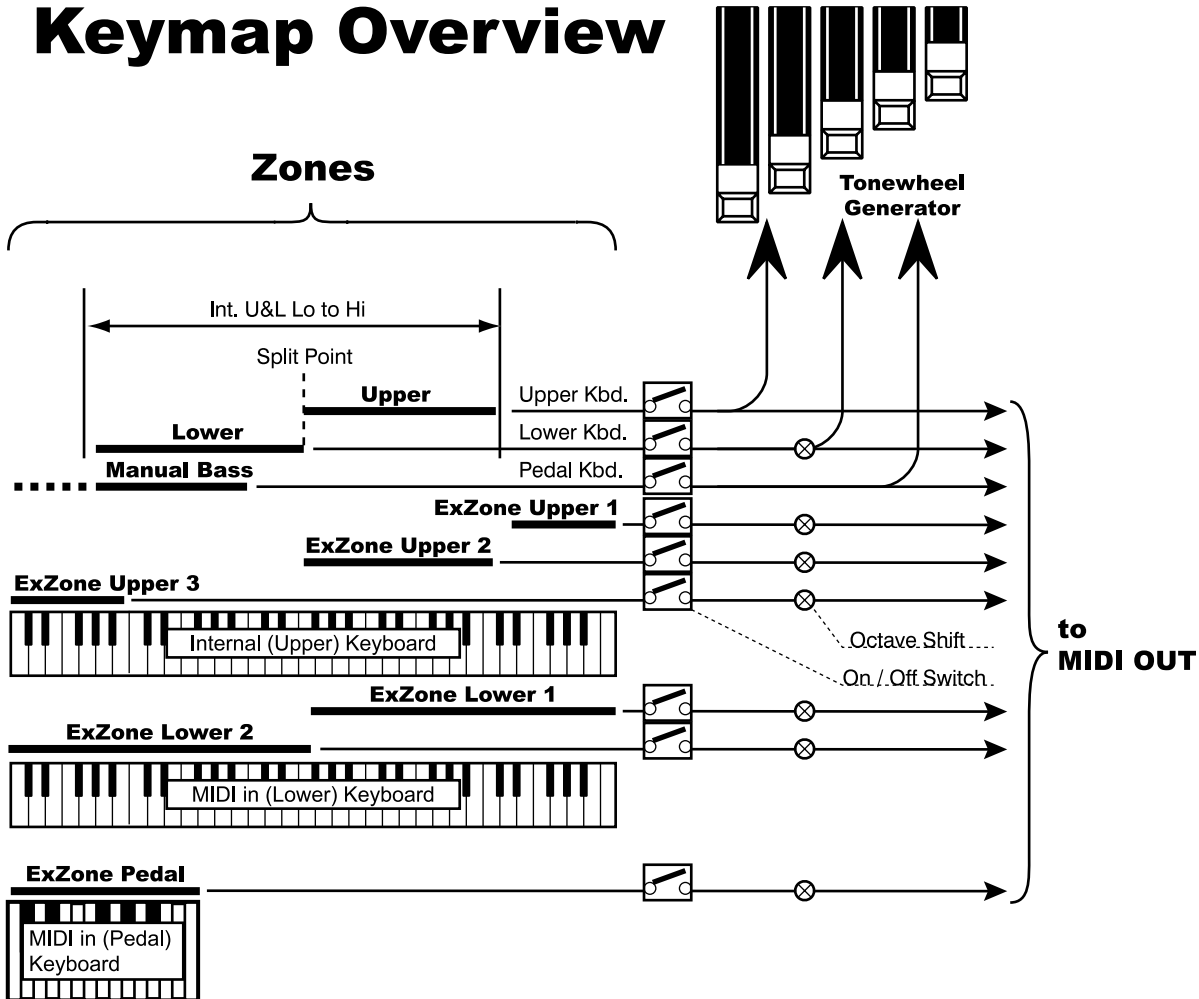 Keymap Overview
Zones
Tonewheel
Generator
Int. U&L Lo to Hi
Split Point
Upper
Upper Kbd.
Lower
Lower Kbd.
Manual Bass
Pedal Kbd.
ExZone Upper 1
ExZone Upper 2
ExZone Upper 3
Internal (Upper) Keyboard
Octave Shift
On / Off Switch
to
MIDI OUT
ExZone Lower 1
ExZone Lower 2
MIDI in (Lower) Keyboard
ExZone Pedal
MIDI in (Pedal)
Keyboard